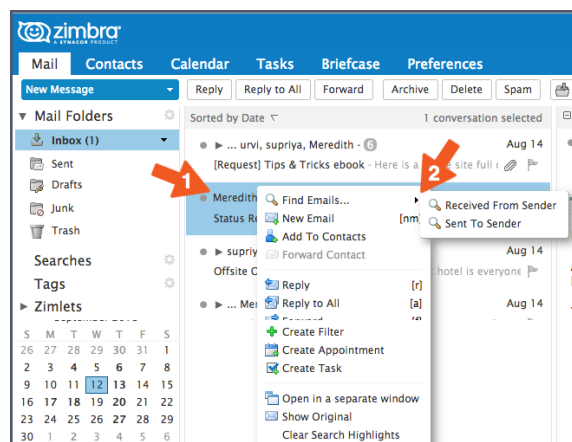 zimbra
A SYNACOR PRODUCT
Mail Contacts Calendar Tasks Briefcase Preferences
New Message Reply Reply to All Forward Archive Delete Spam
Mail Folders Sorted by Date 1 conversation selected
Inbox (1) ... urvi, supriya, Meredith - 6 Aug 14
[Request] Tips & Tricks ebook - Here is a site full
Sent
Drafts
Junk
Trash
Searches
Tags
Zimlets
1
2
Meredith
Status Re
supriy Aug 14
Offsite O hotel is everyone
... Mer Aug 14
Find Emails...
New Email [nm]
Add To Contacts
Forward Contact
Reply [r]
Reply to All [a]
Forward [f]
Create Filter
Create Appointment
Create Task
Open in a separate window
Show Original
Clear Search Highlights
Received From Sender
Sent To Sender
S M T W T F S
26 27 28 29 30 31 1
2 3 4 5 6 7 8
9 10 11 12 13 14 15
16 17 18 19 20 21 22
23 24 25 26 27 28 29
30 1 2 3 4 5 6